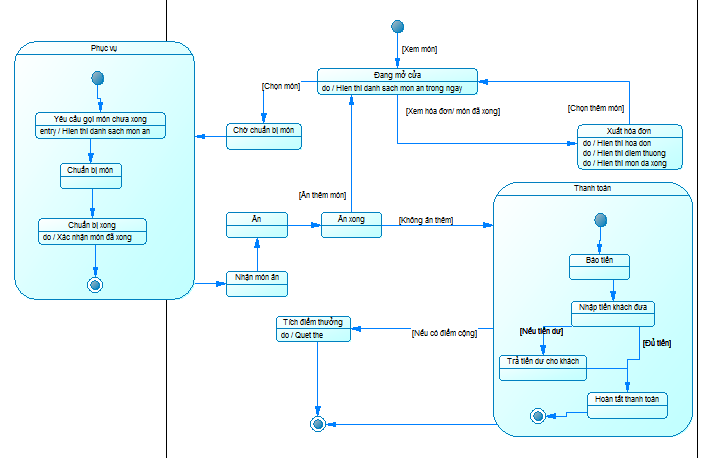 Phục vụ
Yêu cầu gọi món chưa xong
entry / Hien thi danh sach mon an
Chuẩn bị món
Chuẩn bị xong
do / Xác nhận món đã xong
[Xem món]
Đang mở cửa
do / Hien thi danh sach mon an trong ngay
[Chọn món]
Chờ chuẩn bị món
[Xem hóa đơn/ món đã xong]
[Chọn thêm món]
Xuất hóa đơn
do / Hien thi hoa don
do / Hien thi diem thuong
do / Hien thi mon da xong
[Ăn thêm món]
Ăn
Ăn xong
[Không ăn thêm]
Nhận món ăn
Thanh toán
Báo tiền
Nhập tiền khách đưa
[Nếu tiền dư]
[Đủ tiền]
Trả tiền dư cho khách
Hoàn tất thanh toán
[Nếu có điểm cộng]
Tích điểm thưởng
do / Quet the